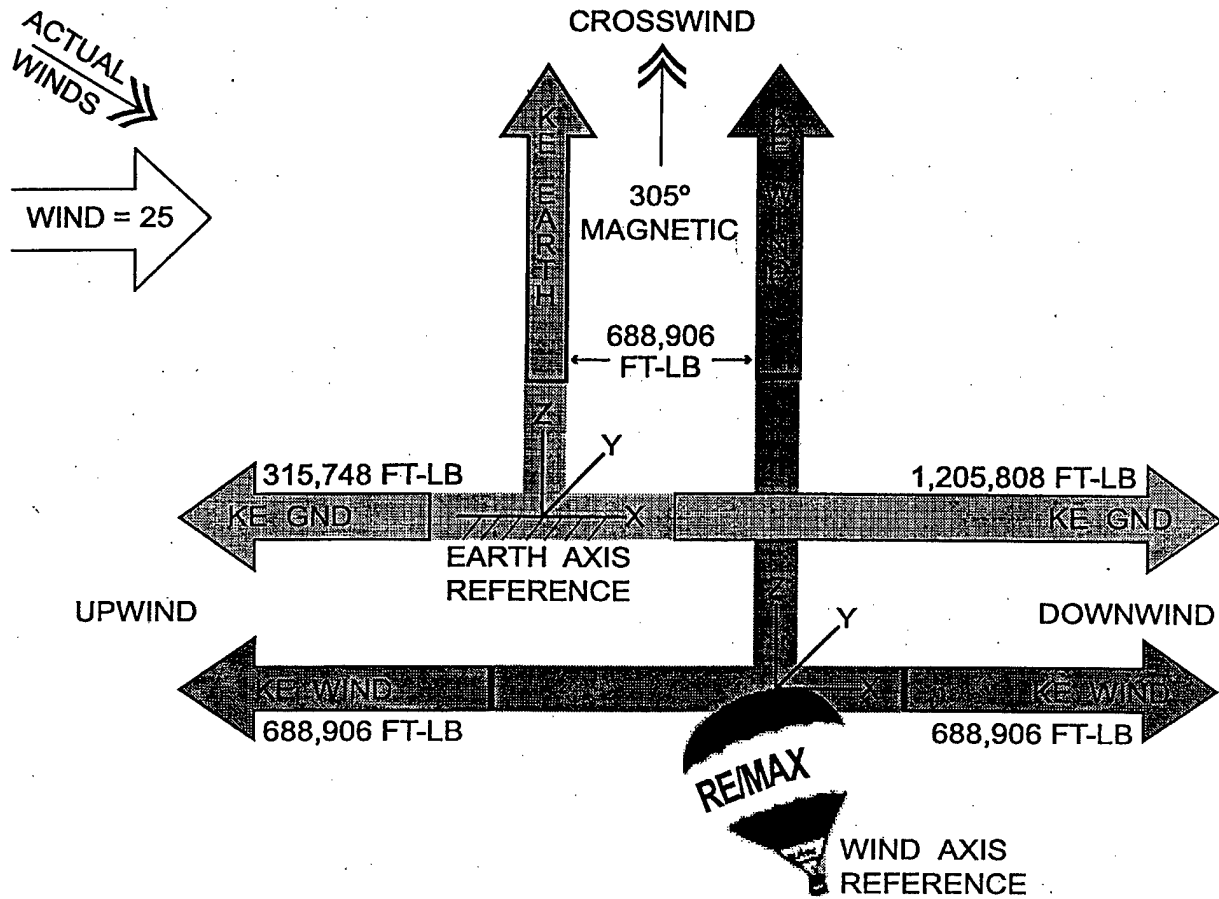 CROSSWIND
ACTUAL
WINDS
WIND = 25
KE EARTH
305º
MAGNETIC
688,906
FT-LB
Z
Y
315,748 FT-LB
1,205,808 FT-LB
KE GND
X
KE GND
EARTH AXIS
REFERENCE
Z
UPWIND
Y
DOWNWIND
KE WIND
X
KE WIND
688,906 FT-LB
688,906 FT-LB
RE/MAX
WIND AXIS
REFERENCE